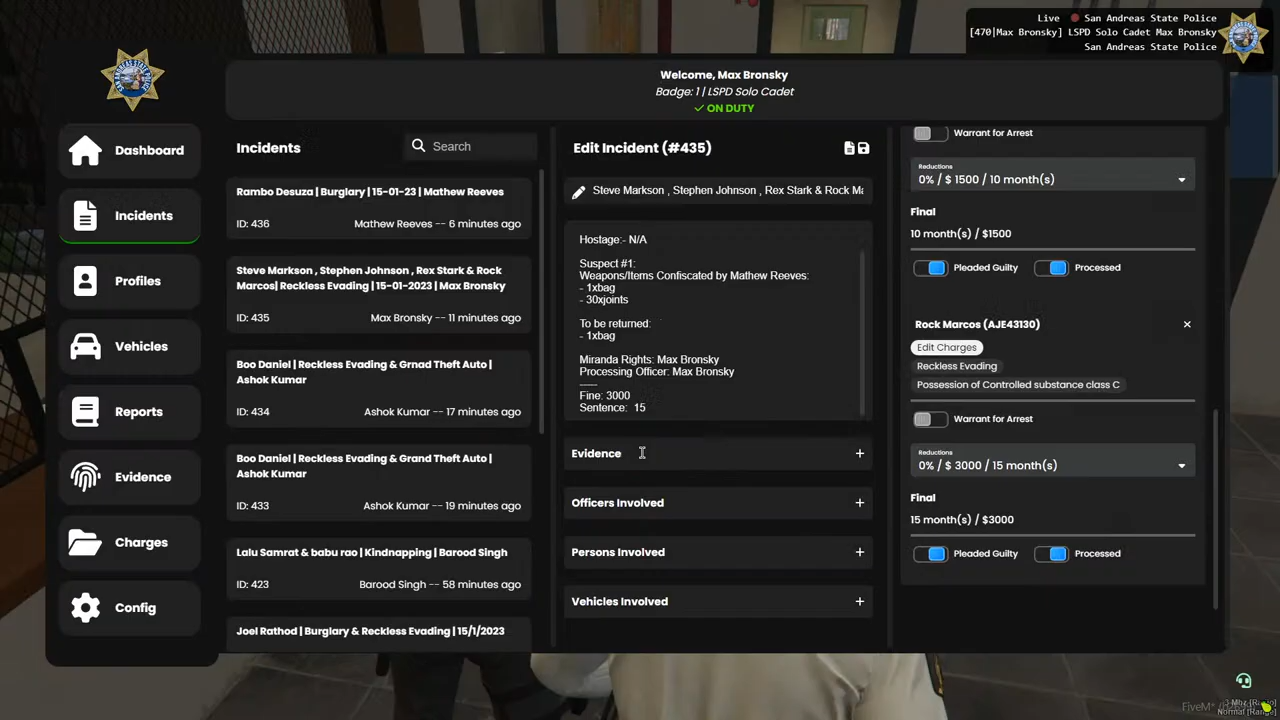 Live San Andreas State Police
[470|Max Bronsky] LSPD Solo Cadet Max Bronsky
San Andreas State Police
Welcome, Max Bronsky
Badge: 1 | LSPD Solo Cadet
✓ ON DUTY
Dashboard
Incidents
Profiles
Vehicles
Reports
Evidence
Charges
Config
Incidents
Search
Rambo Desuza | Burglary | 15-01-23 | Mathew Reeves
ID: 436 Mathew Reeves -- 6 minutes ago
Steve Markson , Stephen Johnson , Rex Stark & Rock
Marcos| Reckless Evading | 15-01-2023 | Max Bronsky
ID: 435 Max Bronsky -- 11 minutes ago
Boo Daniel | Reckless Evading & Grnad Theft Auto |
Ashok Kumar
ID: 434 Ashok Kumar -- 17 minutes ago
Boo Daniel | Reckless Evading & Grand Theft Auto |
Ashok Kumar
ID: 433 Ashok Kumar -- 19 minutes ago
Lalu Samrat & babu rao | Kindnapping | Barood Singh
ID: 423 Barood Singh -- 58 minutes ago
Joel Rathod | Burglary & Reckless Evading | 15/1/2023
Edit Incident (#435)
Steve Markson , Stephen Johnson , Rex Stark & Rock Ma
Hostage:- N/A
Suspect #1:
Weapons/Items Confiscated by Mathew Reeves:
- 1xbag
- 30xjoints
To be returned:
- 1xbag
Miranda Rights: Max Bronsky
Processing Officer: Max Bronsky
-----
Fine: 3000
Sentence: 15
Evidence +
Officers Involved +
Persons Involved +
Vehicles Involved +
Warrant for Arrest
Reductions
0% / $ 1500 / 10 month(s)
Final
10 month(s) / $1500
Pleaded Guilty Processed
Rock Marcos (AJE43130)
Edit Charges
Reckless Evading
Possession of Controlled substance class C
Warrant for Arrest
Reductions
0% / $ 3000 / 15 month(s)
Final
15 month(s) / $3000
Pleaded Guilty Processed